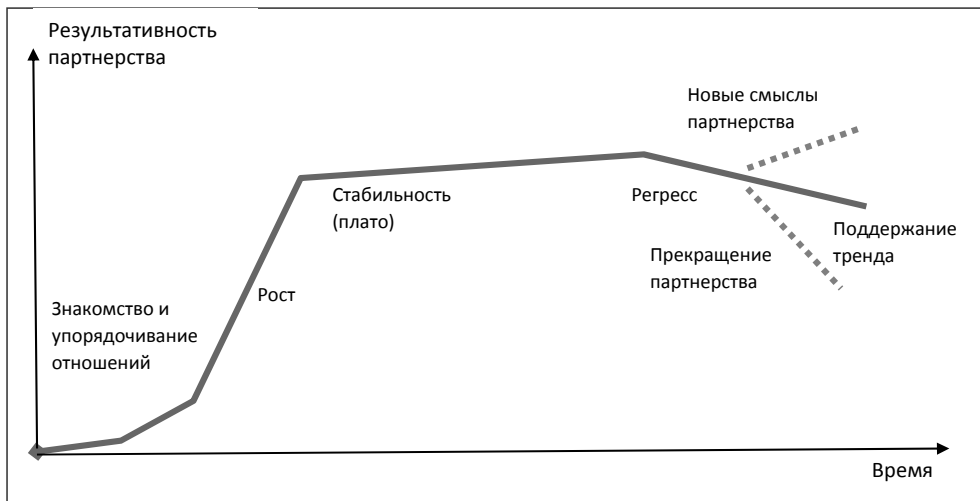 Результативность
партнерства
Новые смыслы
партнерства
Стабильность
(плато)
Регресс
Поддержание
тренда
Прекращение
партнерства
Рост
Знакомство и
упорядочивание
отношений
Время